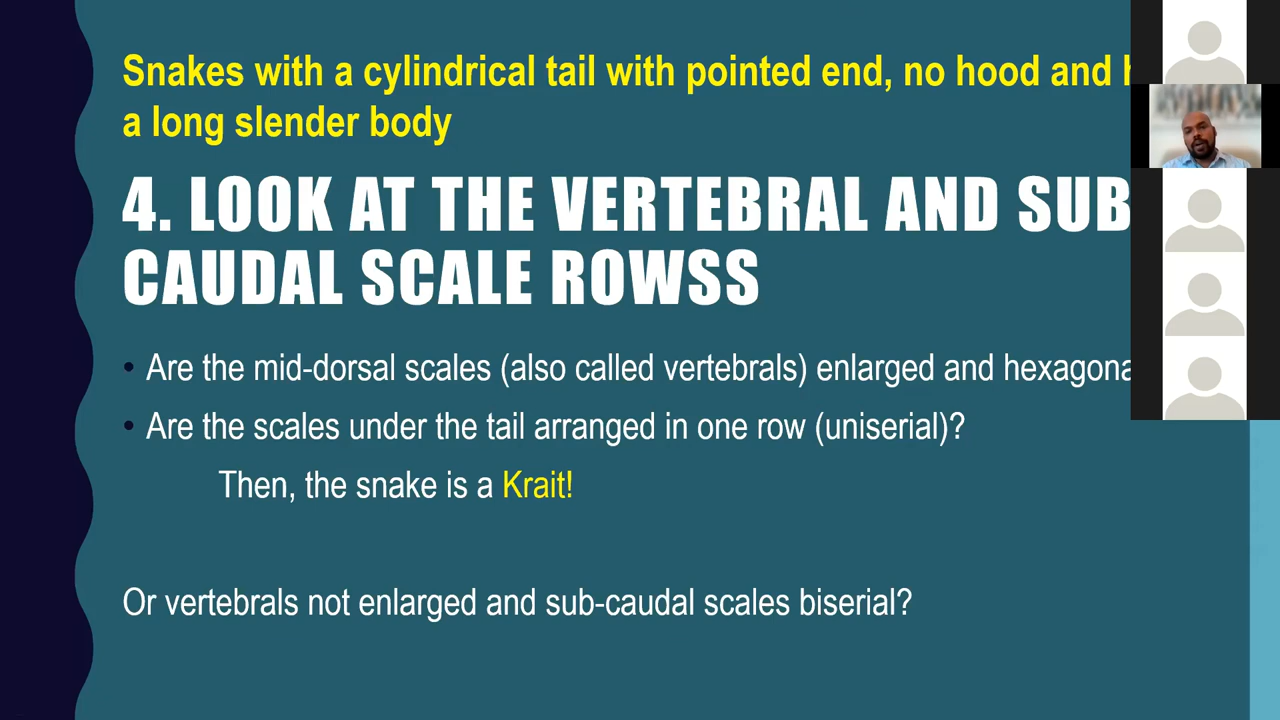 Snakes with a cylindrical tail with pointed end, no hood and
a long slender body
4. LOOK AT THE VERTEBRAL AND SUB
CAUDAL SCALE ROWSS
• Are the mid-dorsal scales (also called vertebrals) enlarged and hexagona
• Are the scales under the tail arranged in one row (uniserial)?
Then, the snake is a Krait!
Or vertebrals not enlarged and sub-caudal scales biserial?